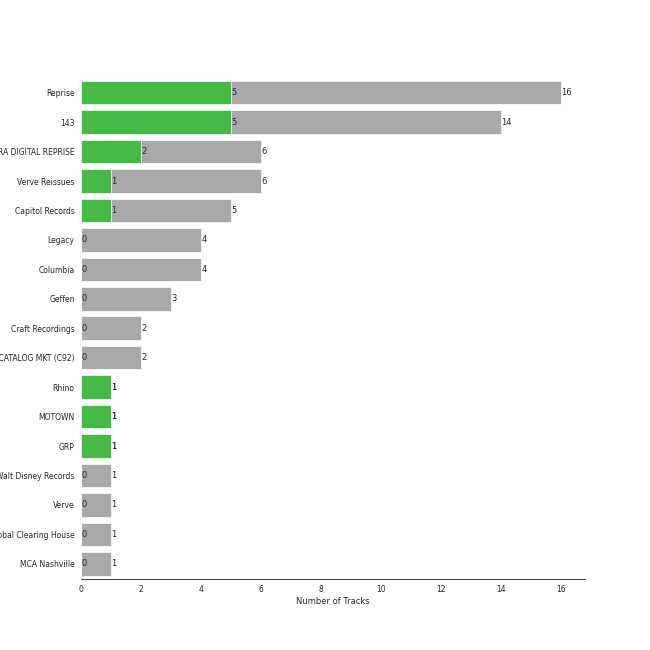 Reprise 5 16
143 5 14
RA DIGITAL REPRISE 2 6
Verve Reissues 1 6
Capitol Records 1 5
Legacy 0 4
Columbia 0 4
Geffen 0 3
Craft Recordings 0 2
CATALOG MKT (C92) 0 2
Rhino 1
MOTOWN 1
GRP 1
Walt Disney Records 0 1
Verve 0 1
obal Clearing House 0 1
MCA Nashville 0 1
0 2 4 6 8 10 12 14 16
Number of Tracks